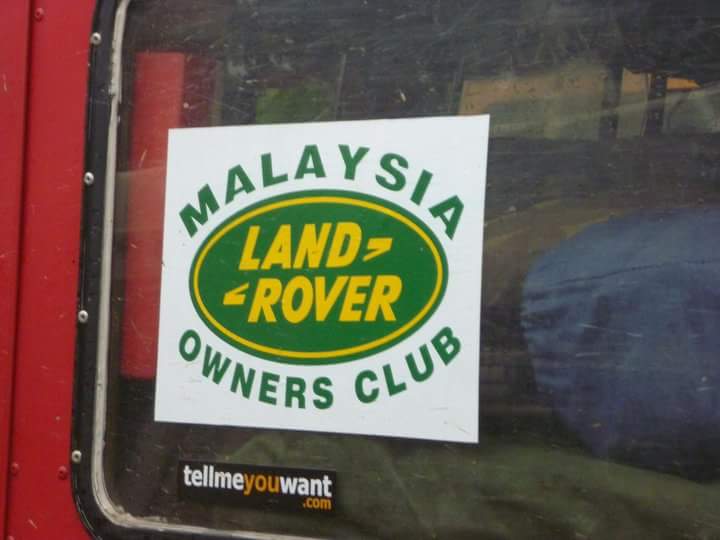 MALAYSIA
LAND-
-ROVER
OWNERS CLUB
tellmeyouwant
.com